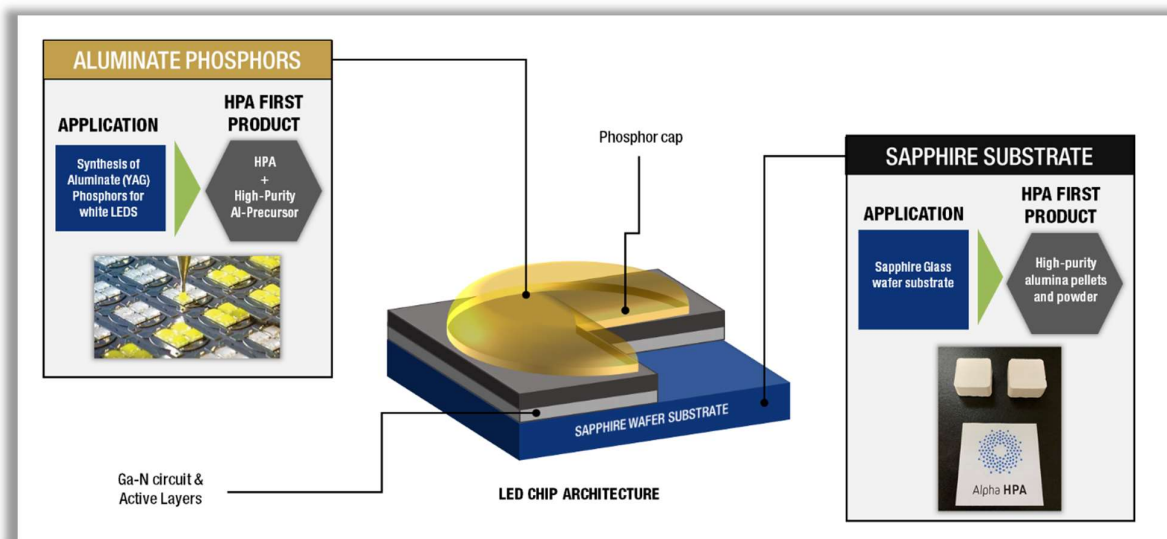 ALUMINATE PHOSPHORS
APPLICATION
Synthesis of
Aluminate (YAG)
Phosphors for
white LEDS
HPA FIRST
PRODUCT
HPA
+
High-Purity
Al-Precursor
Phosphor cap
SAPPHIRE SUBSTRATE
APPLICATION
Sapphire Glass
wafer substrate
HPA FIRST
PRODUCT
High-purity
alumina pellets
and powder
Alpha HPA
SAPPHIRE WAFER SUBSTRATE
Ga-N circuit &
Active Layers
LED CHIP ARCHITECTURE